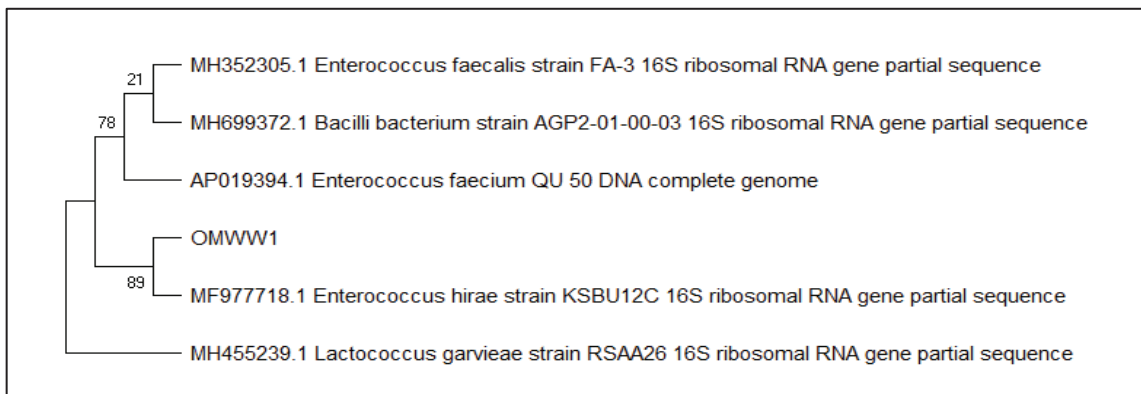 MH352305.1 Enterococcus faecalis strain FA-3 16S ribosomal RNA gene partial sequence
21
MH699372.1 Bacilli bacterium strain AGP2-01-00-03 16S ribosomal RNA gene partial sequence
78
AP019394.1 Enterococcus faecium QU 50 DNA complete genome
OMWW1
89
MF977718.1 Enterococcus hirae strain KSBU12C 16S ribosomal RNA gene partial sequence
MH455239.1 Lactococcus garvieae strain RSAA26 16S ribosomal RNA gene partial sequence